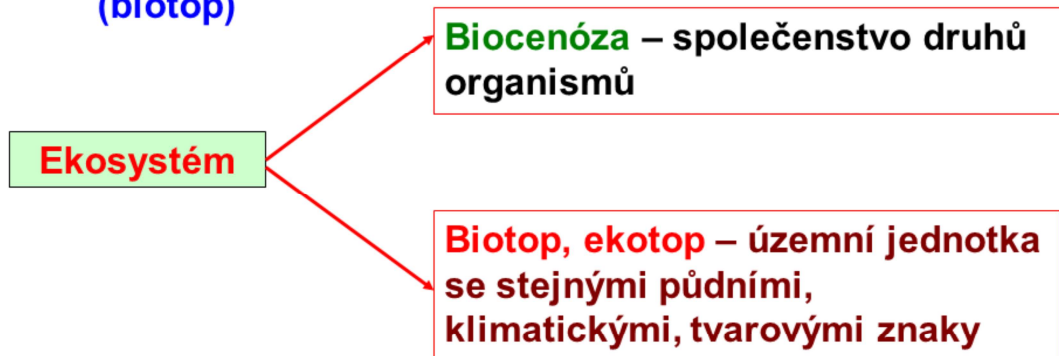 (biotop)
Biocenóza – společenstvo druhů
organismů
Ekosystém
Biotop, ekotop – územní jednotka
se stejnými půdními,
klimatickými, tvarovými znaky